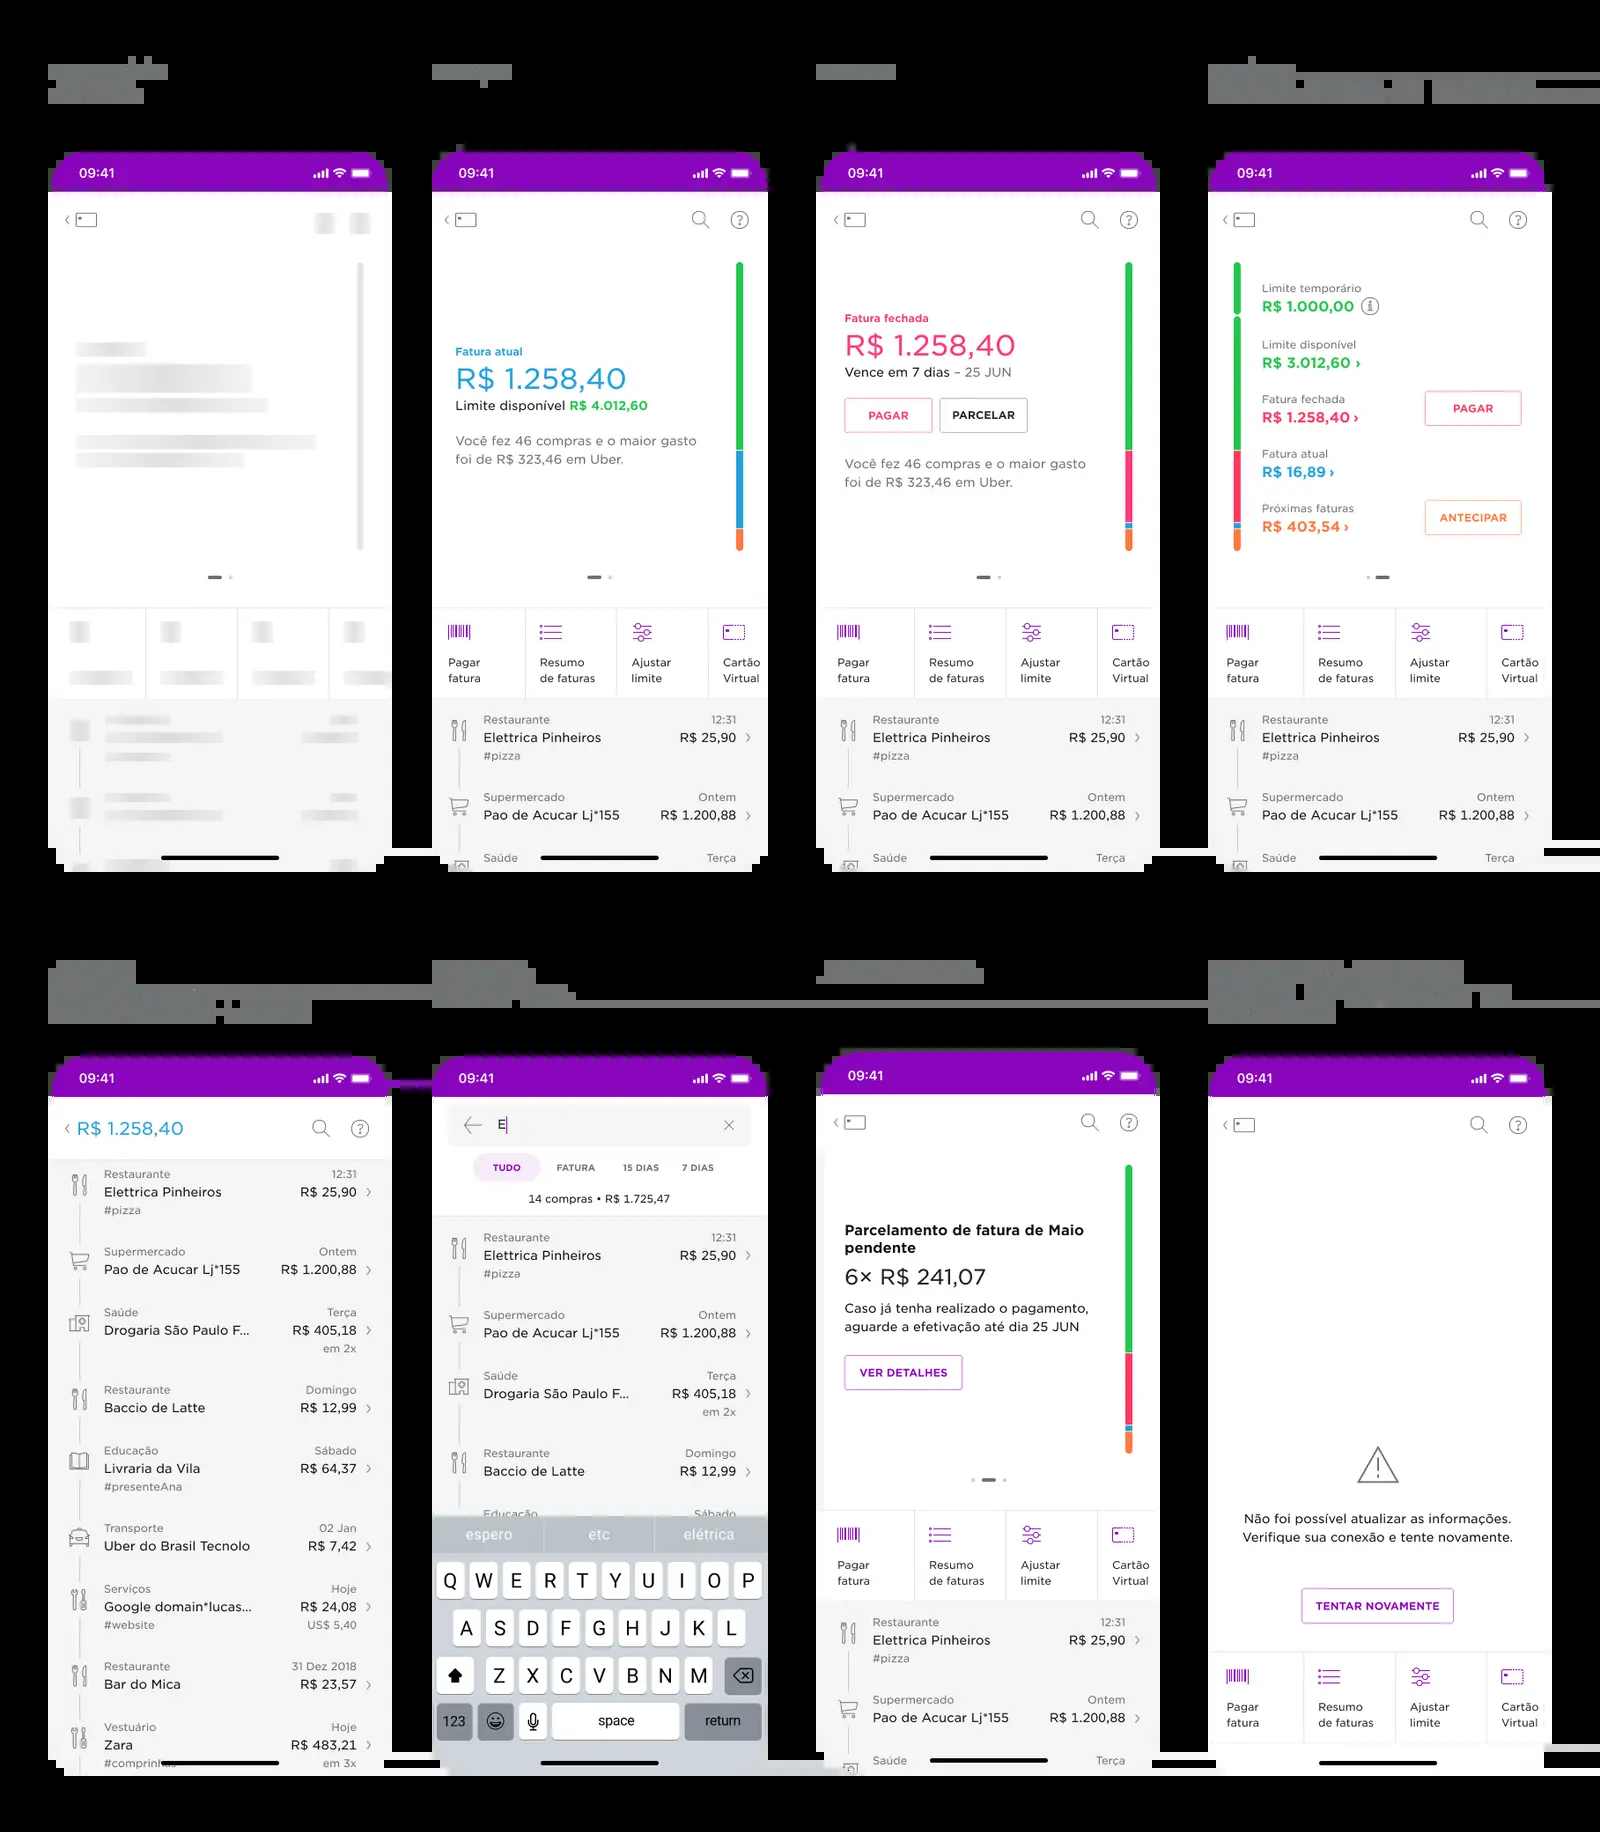 09:41
09:41
Fatura atual
R$ 1.258,40
Limite disponível R$ 4.012,60
Você fez 46 compras e o maior gasto
foi de R$ 323,46 em Uber.
Pagar
fatura
Resumo
de faturas
Ajustar
limite
Cartão
Virtual
Restaurante 12:31
Elettrica Pinheiros R$ 25,90
#pizza
Supermercado Ontem
Pao de Acucar Lj*155 R$ 1.200,88
Saúde Terça
09:41
Fatura fechada
R$ 1.258,40
Vence em 7 dias – 25 JUN
PAGAR PARCELAR
Você fez 46 compras e o maior gasto
foi de R$ 323,46 em Uber.
Pagar
fatura
Resumo
de faturas
Ajustar
limite
Cartão
Virtual
Restaurante 12:31
Elettrica Pinheiros R$ 25,90
#pizza
Supermercado Ontem
Pao de Acucar Lj*155 R$ 1.200,88
Saúde Terça
09:41
Limite temporário
R$ 1.000,00
Limite disponível
R$ 3.012,60
Fatura fechada
R$ 1.258,40
PAGAR
Fatura atual
R$ 16,89
Próximas faturas
R$ 403,54
ANTECIPAR
Pagar
fatura
Resumo
de faturas
Ajustar
limite
Cartão
Virtual
Restaurante 12:31
Elettrica Pinheiros R$ 25,90
#pizza
Supermercado Ontem
Pao de Acucar Lj*155 R$ 1.200,88
Saúde Terça
09:41
R$ 1.258,40
Restaurante 12:31
Elettrica Pinheiros R$ 25,90
#pizza
Supermercado Ontem
Pao de Acucar Lj*155 R$ 1.200,88
Saúde Terça
Drogaria São Paulo F... R$ 405,18
em 2x
Restaurante Domingo
Baccio de Latte R$ 12,99
Educação Sábado
Livraria da Vila R$ 64,37
#presenteAna
Transporte 02 Jan
Uber do Brasil Tecnolo R$ 7,42
Serviços Hoje
Google domain*lucas... R$ 24,08
#website US$ 5,40
Restaurante 31 Dez 2018
Bar do Mica R$ 23,57
Vestuário Hoje
Zara R$ 483,21
#comprinhas em 3x
09:41
E
TUDO FATURA 15 DIAS 7 DIAS
14 compras • R$ 1.725,47
Restaurante 12:31
Elettrica Pinheiros R$ 25,90
#pizza
Supermercado Ontem
Pao de Acucar Lj*155 R$ 1.200,88
Saúde Terça
Drogaria São Paulo F... R$ 405,18
em 2x
Restaurante Domingo
Baccio de Latte R$ 12,99
Educação Sábado
espero etc elétrica
Q W E R T Y U I O P
A S D F G H J K L
Z X C V B N M
123 space return
09:41
Parcelamento de fatura de Maio
pendente
6× R$ 241,07
Caso já tenha realizado o pagamento,
aguarde a efetivação até dia 25 JUN
VER DETALHES
Pagar
fatura
Resumo
de faturas
Ajustar
limite
Cartão
Virtual
Restaurante 12:31
Elettrica Pinheiros R$ 25,90
#pizza
Supermercado Ontem
Pao de Acucar Lj*155 R$ 1.200,88
Saúde Terça
09:41
Não foi possível atualizar as informações.
Verifique sua conexão e tente novamente.
TENTAR NOVAMENTE
Pagar
fatura
Resumo
de faturas
Ajustar
limite
Cartão
Virtual